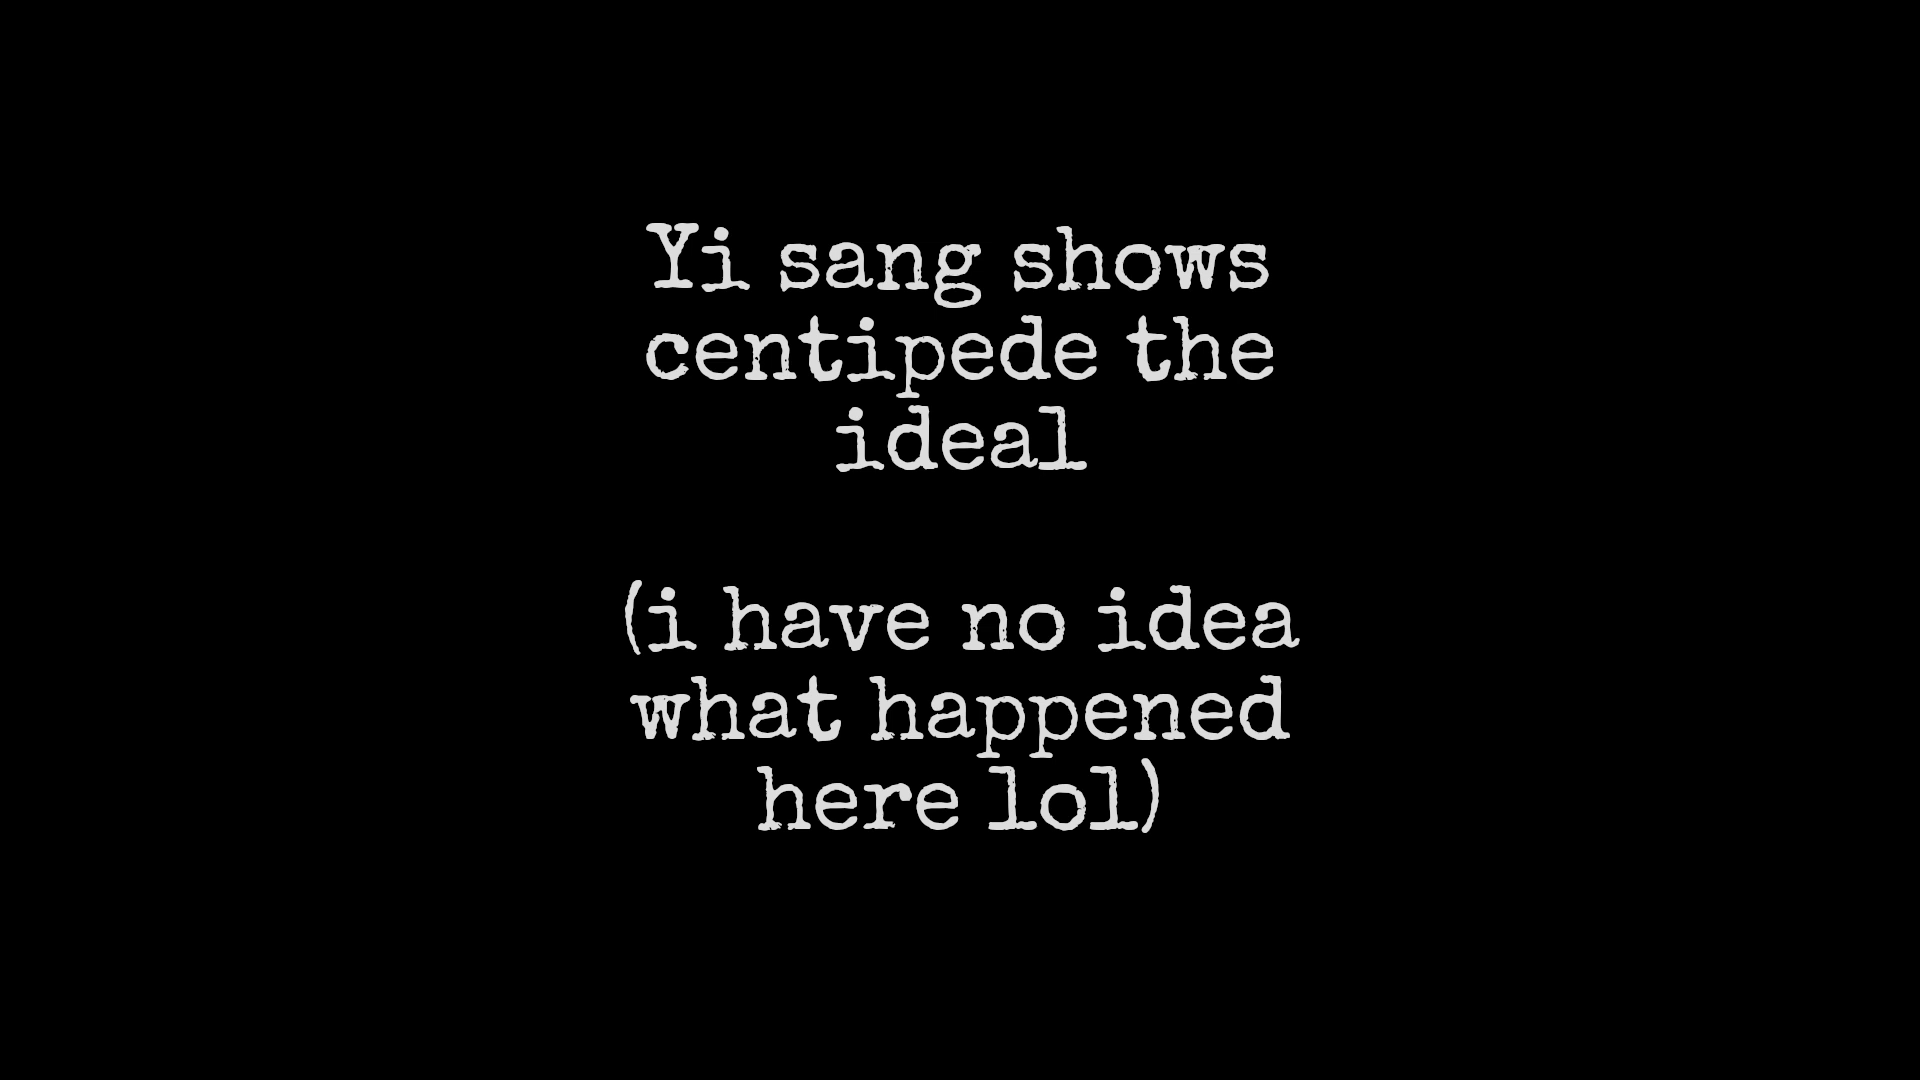 Yi sang shows
centipede the
ideal
(i have no idea
what happened
here lol)